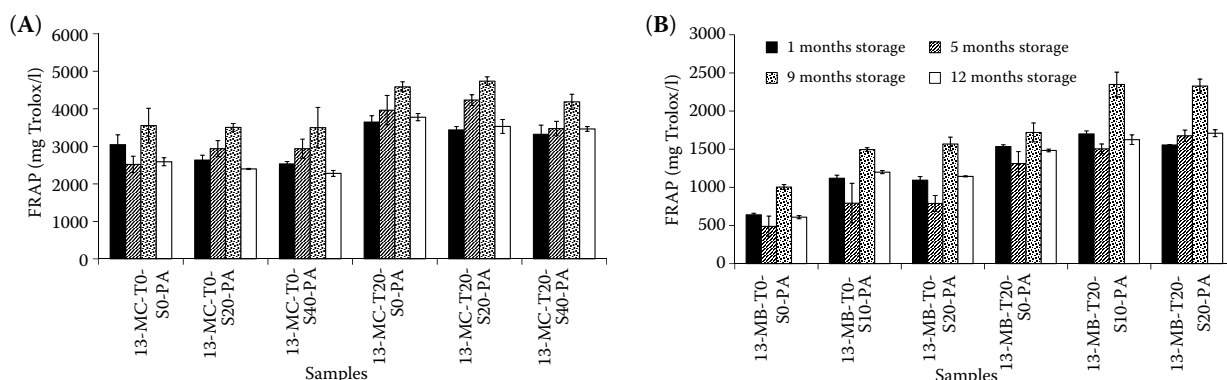 (A)
FRAP (mg Trolox/l)
6000
5000
4000
3000
2000
1000
0
13-MC-T0-
S0-PA
13-MC-T0-
S20-PA
13-MC-T0-
S40-PA
13-MC-T20-
S0-PA
13-MC-T20-
S20-PA
13-MC-T20-
S40-PA
Samples
(B)
FRAP (mg Trolox/l)
3000
2500
2000
1500
1000
500
0
1 months storage
5 months storage
9 months storage
12 months storage
13-MB-T0-
S0-PA
13-MB-T0-
S10-PA
13-MB-T0-
S20-PA
13-MB-T20-
S0-PA
13-MB-T20-
S10-PA
13-MB-T20-
S20-PA
Samples